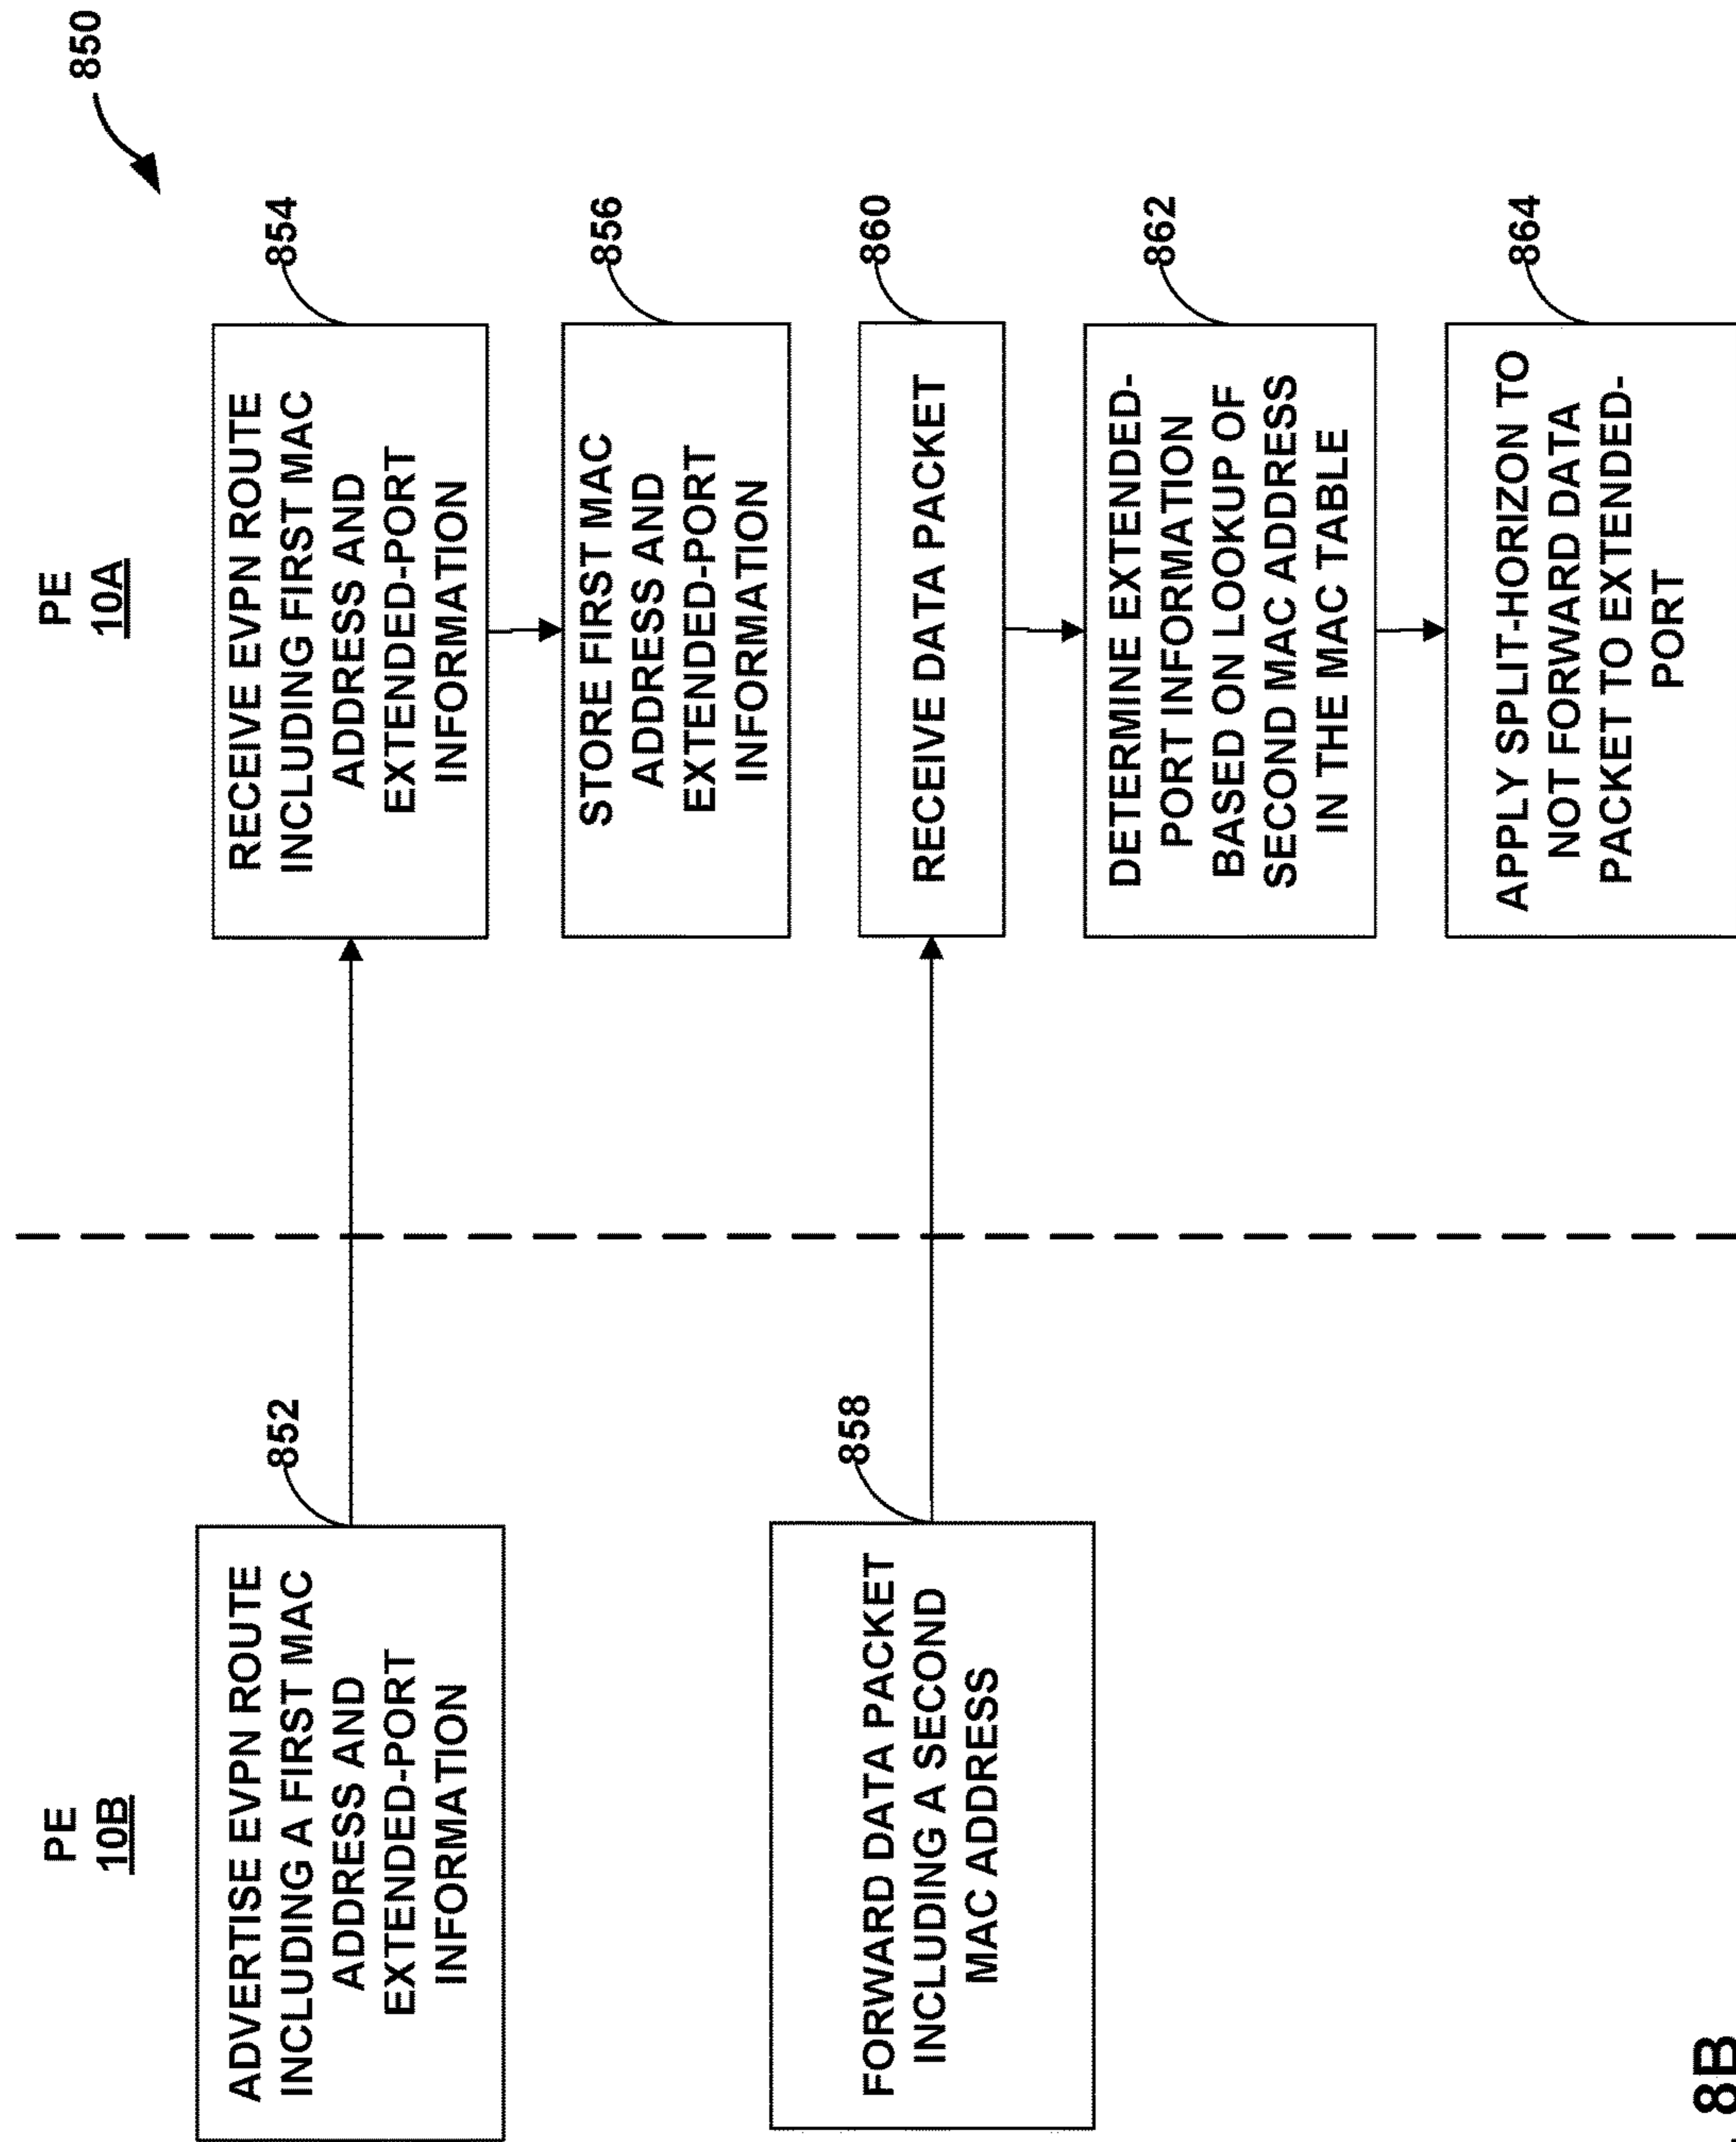 850
PE
10B
PE
10A
852
ADVERTISE EVPN ROUTE
INCLUDING A FIRST MAC
ADDRESS AND
EXTENDED-PORT
INFORMATION
854
RECEIVE EVPN ROUTE
INCLUDING FIRST MAC
ADDRESS AND
EXTENDED-PORT
INFORMATION
856
STORE FIRST MAC
ADDRESS AND
EXTENDED-PORT
INFORMATION
858
FORWARD DATA PACKET
INCLUDING A SECOND
MAC ADDRESS
860
RECEIVE DATA PACKET
862
DETERMINE EXTENDED-
PORT INFORMATION
BASED ON LOOKUP OF
SECOND MAC ADDRESS
IN THE MAC TABLE
864
APPLY SPLIT-HORIZON TO
NOT FORWARD DATA
PACKET TO EXTENDED-
PORT
8B